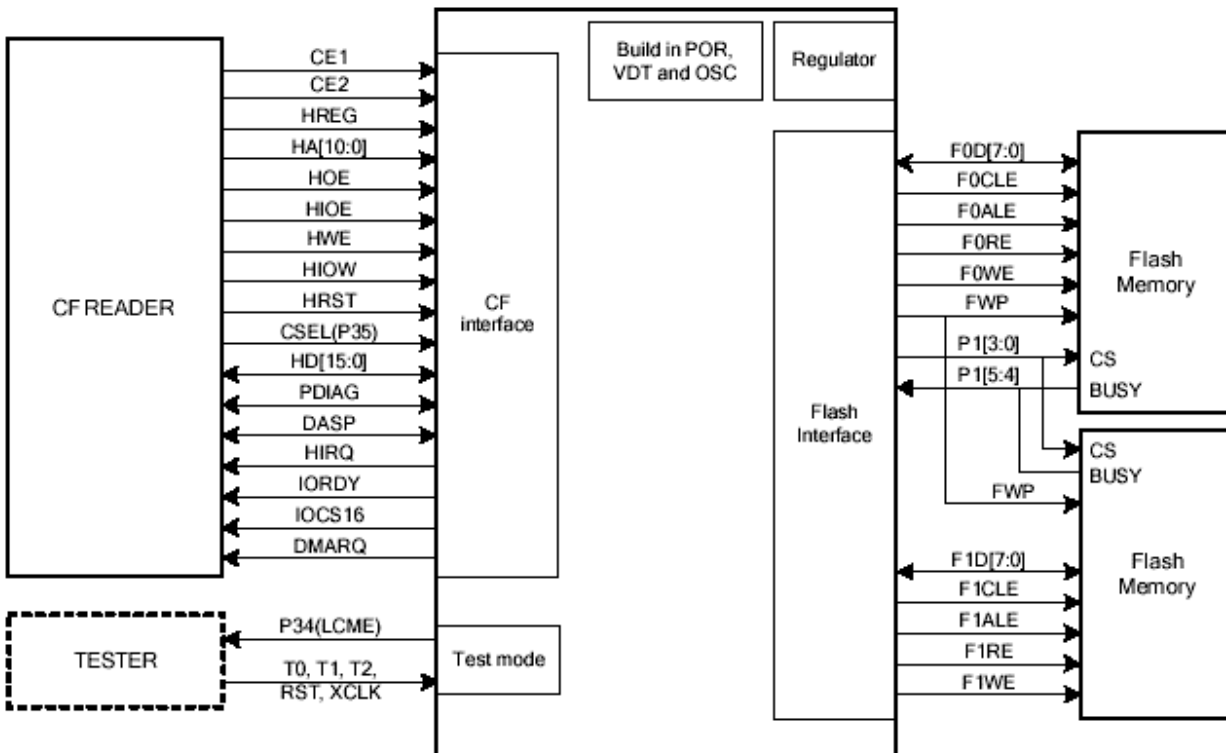 CF READER
CE1
CE2
HREG
HA[10:0]
HOE
HIOE
HWE
HIOW
HRST
CSEL(P35)
HD[15:0]
PDIAG
DASP
HIRQ
IORDY
IOCS16
DMARQ
CF
interface
TESTER
P34(LCME)
T0, T1, T2,
RST, XCLK
Test mode
Build in POR,
VDT and OSC
Regulator
Flash
Interface
F0D[7:0]
F0CLE
F0ALE
F0RE
F0WE
FWP
P1[3:0]
P1[5:4]
Flash
Memory
CS
BUSY
CS
BUSY
FWP
F1D[7:0]
F1CLE
F1ALE
F1RE
F1WE
Flash
Memory